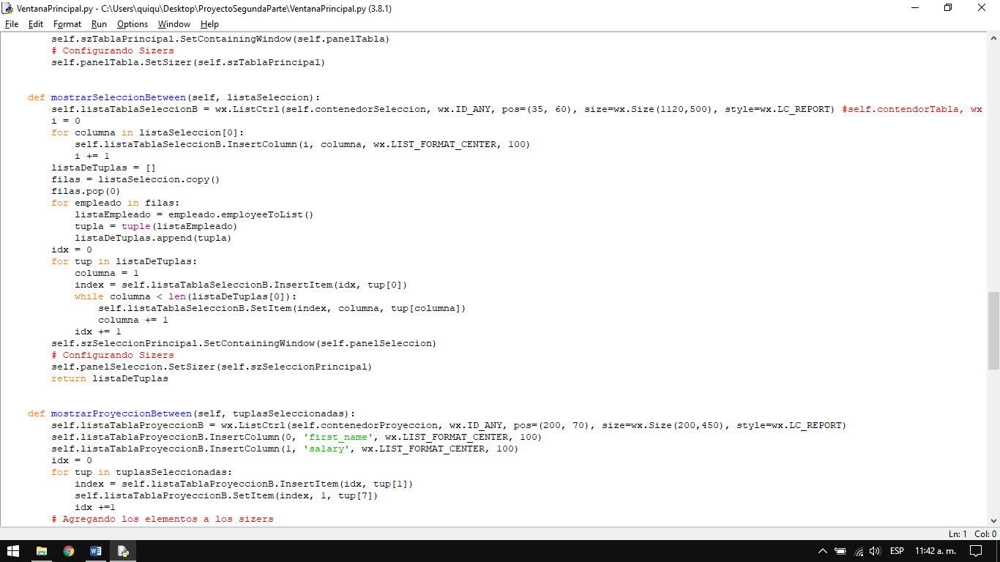 VentanaPrincipal.py - C:\Users\quiqu\Desktop\ProyectoSegundaParte\VentanaPrincipal.py (3.8.1)
File Edit Format Run Options Window Help
        self.szTablaPrincipal.SetContainingWindow(self.panelTabla)
        # Configurando Sizers
        self.panelTabla.SetSizer(self.szTablaPrincipal)
    def mostrarSeleccionBetween(self, listaSeleccion):
        self.listaTablaSeleccionB = wx.ListCtrl(self.contenedorSeleccion, wx.ID_ANY, pos=(35, 60), size=wx.Size(1120,500), style=wx.LC_REPORT) #self.contendorTabla, wx
        i = 0
        for columna in listaSeleccion[0]:
            self.listaTablaSeleccionB.InsertColumn(i, columna, wx.LIST_FORMAT_CENTER, 100)
            i += 1
        listaDeTuplas = []
        filas = listaSeleccion.copy()
        filas.pop(0)
        for empleado in filas:
            listaEmpleado = empleado.employeeToList()
            tupla = tuple(listaEmpleado)
            listaDeTuplas.append(tupla)
        idx = 0
        for tup in listaDeTuplas:
            columna = 1
            index = self.listaTablaSeleccionB.InsertItem(idx, tup[0])
            while columna < len(listaDeTuplas[0]):
                self.listaTablaSeleccionB.SetItem(index, columna, tup[columna])
                columna += 1
            idx += 1
        self.szSeleccionPrincipal.SetContainingWindow(self.panelSeleccion)
        # Configurando Sizers
        self.panelSeleccion.SetSizer(self.szSeleccionPrincipal)
        return listaDeTuplas
    def mostrarProyeccionBetween(self, tuplasSeleccionadas):
        self.listaTablaProyeccionB = wx.ListCtrl(self.contenedorProyeccion, wx.ID_ANY, pos=(200, 70), size=wx.Size(200,450), style=wx.LC_REPORT)
        self.listaTablaProyeccionB.InsertColumn(0, 'first_name', wx.LIST_FORMAT_CENTER, 100)
        self.listaTablaProyeccionB.InsertColumn(1, 'salary', wx.LIST_FORMAT_CENTER, 100)
        idx = 0
        for tup in tuplasSeleccionadas:
            index = self.listaTablaProyeccionB.InsertItem(idx, tup[1])
            self.listaTablaProyeccionB.SetItem(index, 1, tup[7])
            idx +=1
        # Agregando los elementos a los sizers
Ln: 1 Col: 0
ESP 11:42 a. m.